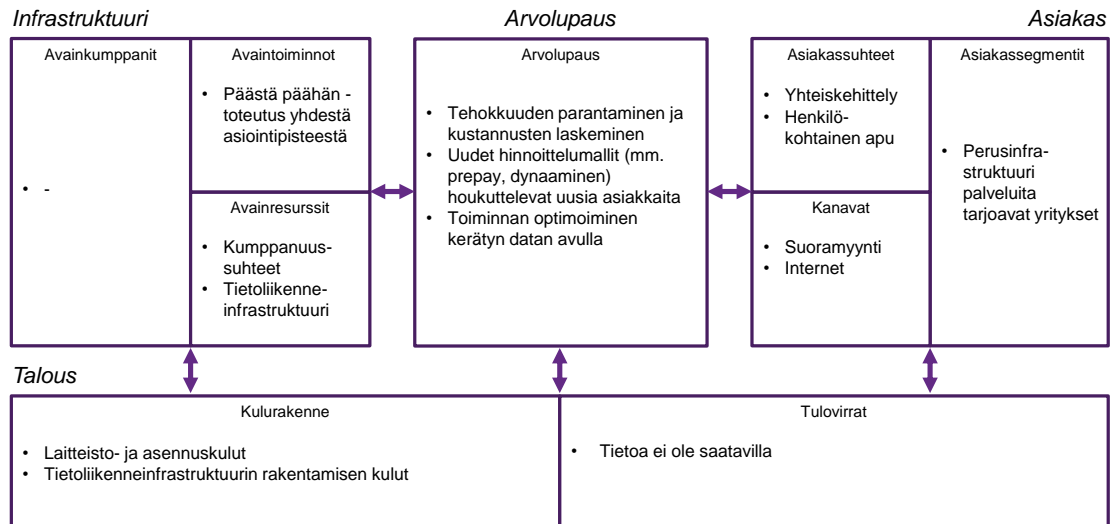 Infrastruktuuri
Arvolupaus
Asiakas
Avainkumppanit
• -
Avaintoiminnot
• Päästä päähän -
toteutus yhdestä
asiointipisteestä
Avainresurssit
• Kumppanuus-
suhteet
• Tietoliikenne-
infrastruktuuri
Arvolupaus
• Tehokkuuden parantaminen ja
kustannusten laskeminen
• Uudet hinnoittelumallit (mm.
prepay, dynaaminen)
houkuttelevat uusia asiakkaita
• Toiminnan optimoiminen
kerätyn datan avulla
Asiakassuhteet
• Yhteiskehittely
• Henkilö-
kohtainen apu
Kanavat
• Suoramyynti
• Internet
Asiakassegmentit
• Perusinfra-
struktuuri
palveluita
tarjoavat yritykset
Talous
Kulurakenne
• Laitteisto- ja asennuskulut
• Tietoliikenneinfrastruktuurin rakentamisen kulut
Tulovirrat
• Tietoa ei ole saatavilla